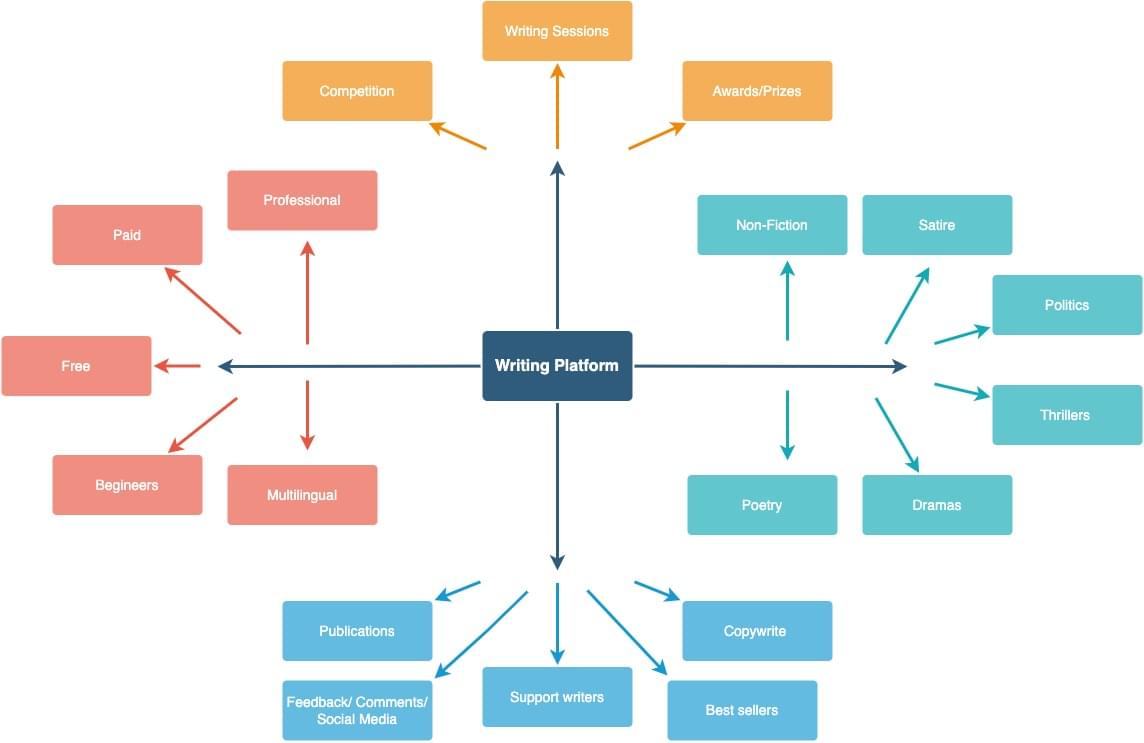 Writing Sessions
Competition
Awards/Prizes
Professional
Paid
Non-Fiction
Satire
Politics
Writing Platform
Free
Thrillers
Begineers
Multilingual
Poetry
Dramas
Publications
Copywrite
Feedback/ Comments/
Social Media
Support writers
Best sellers